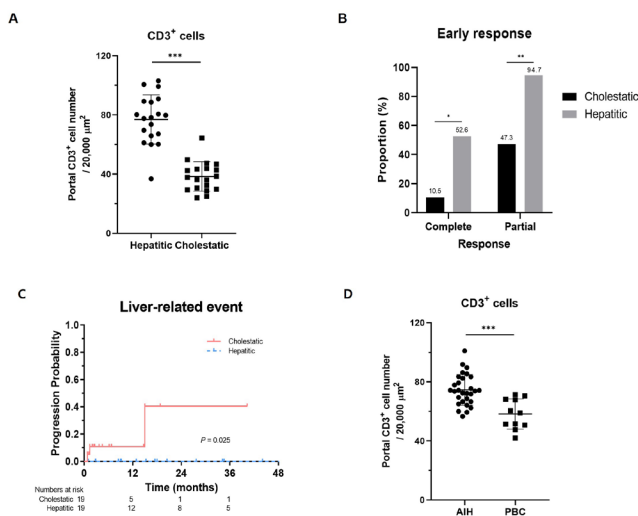 A
CD3+ cells
***
Portal CD3+ cell number
/ 20,000 μm2
120
80
40
0
Hepatitic Cholestatic
B
Early response
Proportion (%)
100
80
60
40
20
0
10.5
*
52.6
47.3
**
94.7
Cholestatic
Hepatitic
Complete
Partial
Response
C
Liver-related event
Progression Probability
1.0
0.8
0.6
0.4
0.2
0.0
Cholestatic
Hepatitic
P = 0.025
0 12 24 36 48
Time (months)
Numbers at risk
Cholestatic 19 5 1 1
Hepatitic 19 12 8 5
D
CD3+ cells
***
Portal CD3+ cell number
/ 20,000 μm2
120
80
40
0
AIH PBC